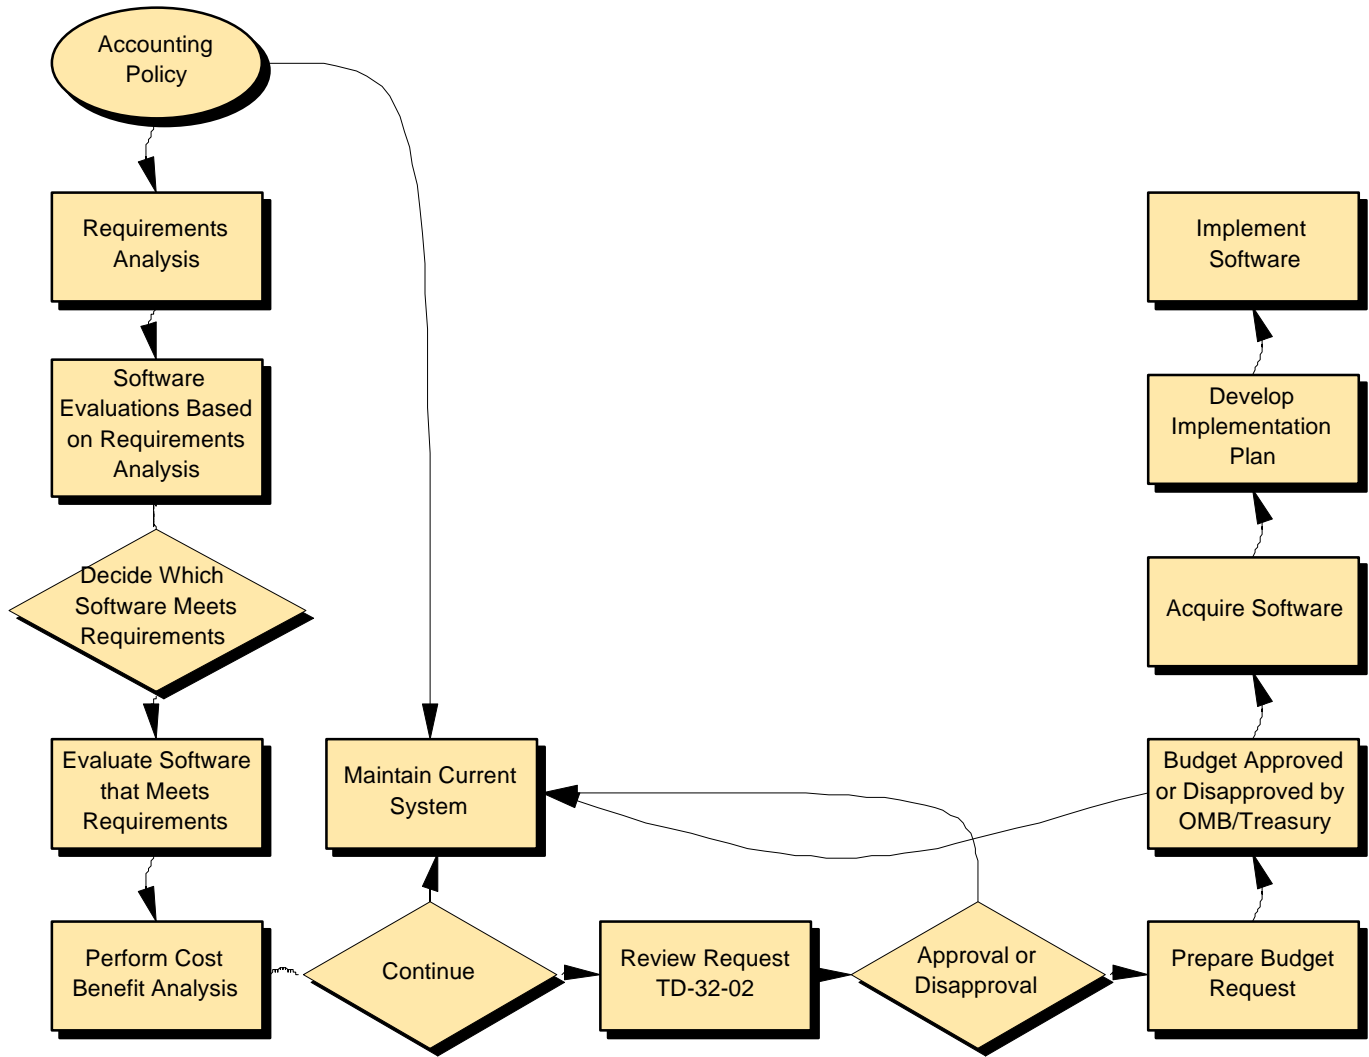 Accounting
Policy
Requirements
Analysis
Software
Evaluations Based
on Requirements
Analysis
Decide Which
Software Meets
Requirements
Evaluate Software
that Meets
Requirements
Perform Cost
Benefit Analysis
Maintain Current
System
Continue
Review Request
TD-32-02
Approval or
Disapproval
Prepare Budget
Request
Budget Approved
or Disapproved by
OMB/Treasury
Acquire Software
Develop
Implementation
Plan
Implement
Software